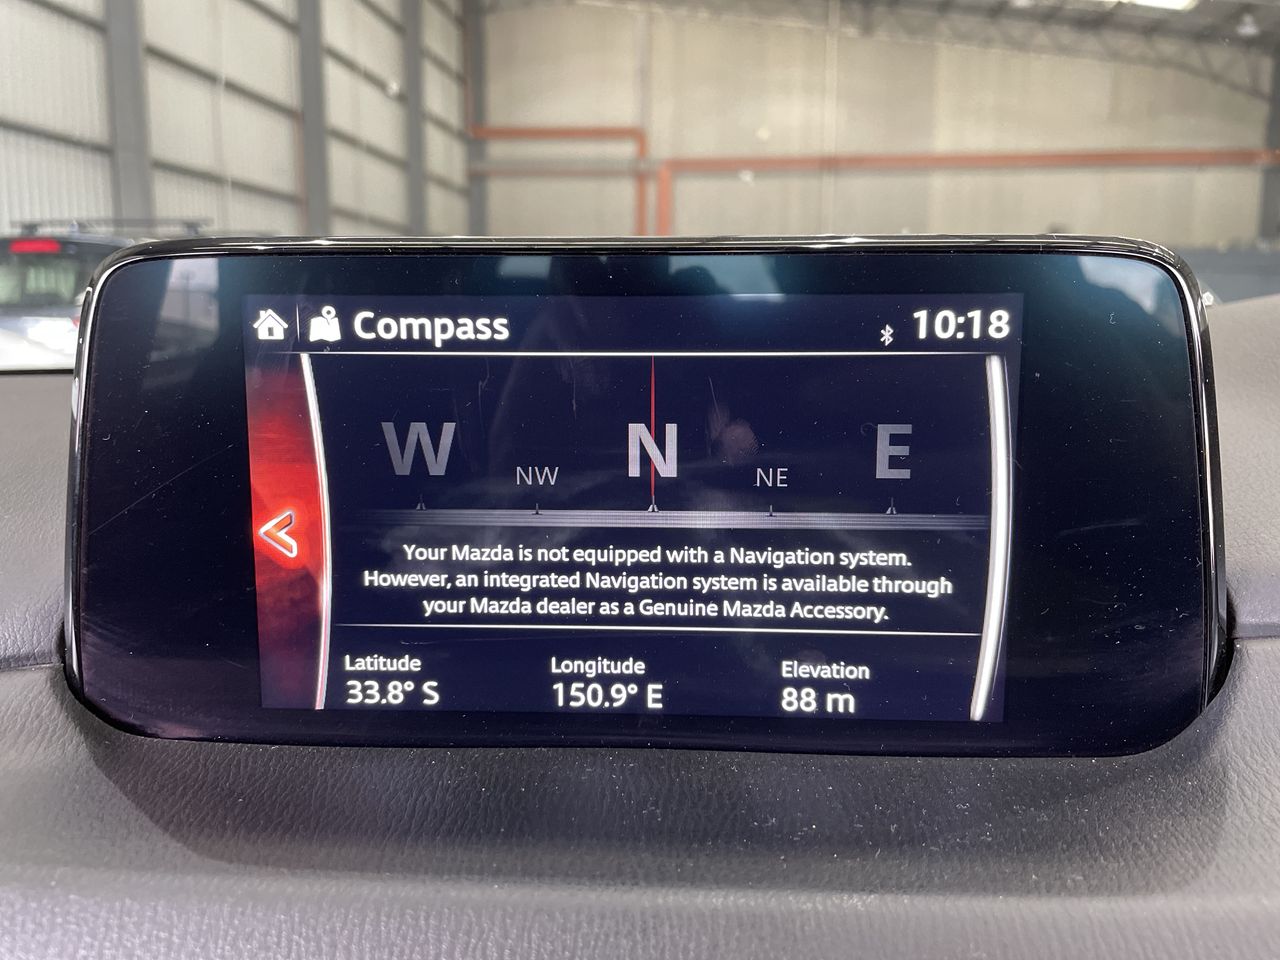 Compass
10:18
W NW N NE E
Your Mazda is not equipped with a Navigation system.
However, an integrated Navigation system is available through
your Mazda dealer as a Genuine Mazda Accessory.
Latitude Longitude Elevation
33.8° S 150.9° E 88 m